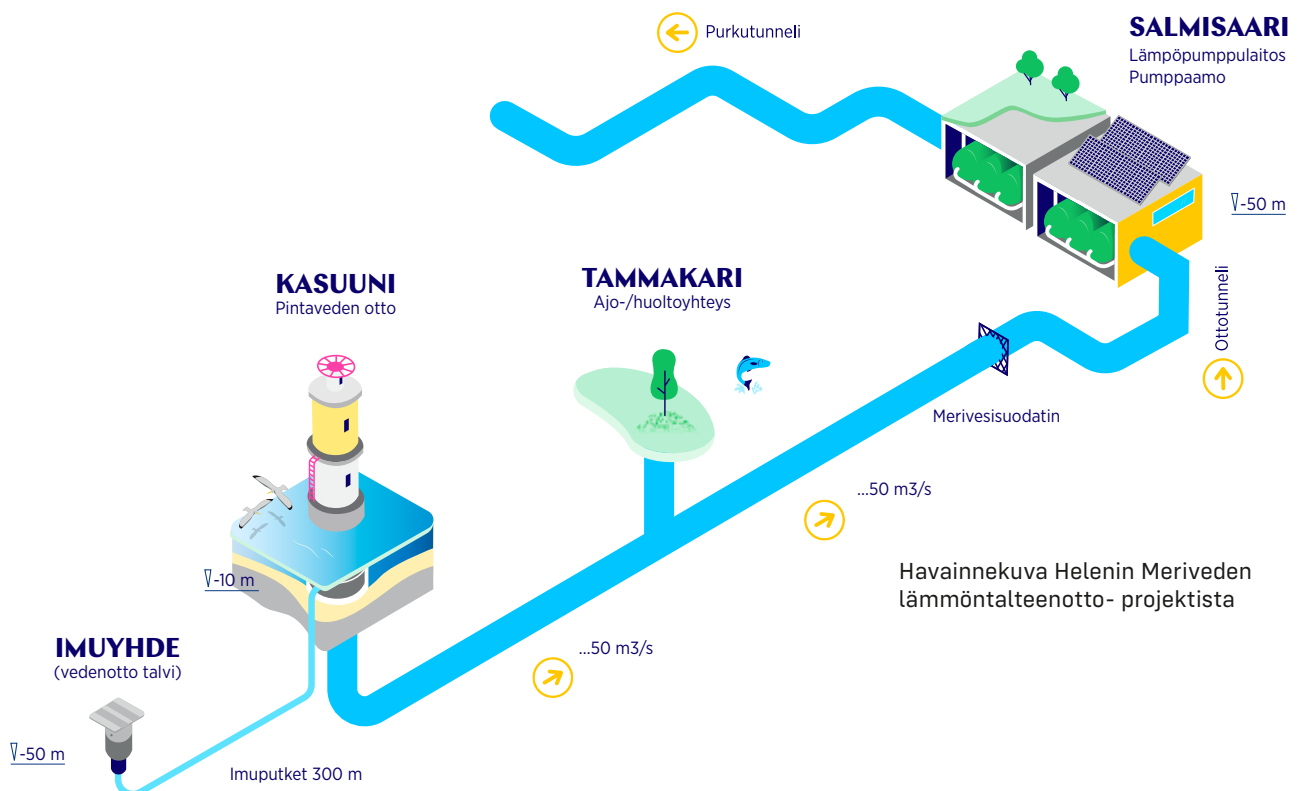 Purkutunneli
SALMISAARI
Lämpöpumppulaitos
Pumppaamo
-50 m
KASUUNI
Pintaveden otto
TAMMAKARI
Ajo-/huoltoyhteys
Ottotunneli
Merivesisuodatin
...50 m3/s
-10 m
Havainnekuva Helenin Meriveden
lämmöntalteenotto- projektista
IMUYHDE
(vedenotto talvi)
...50 m3/s
-50 m
Imuputket 300 m